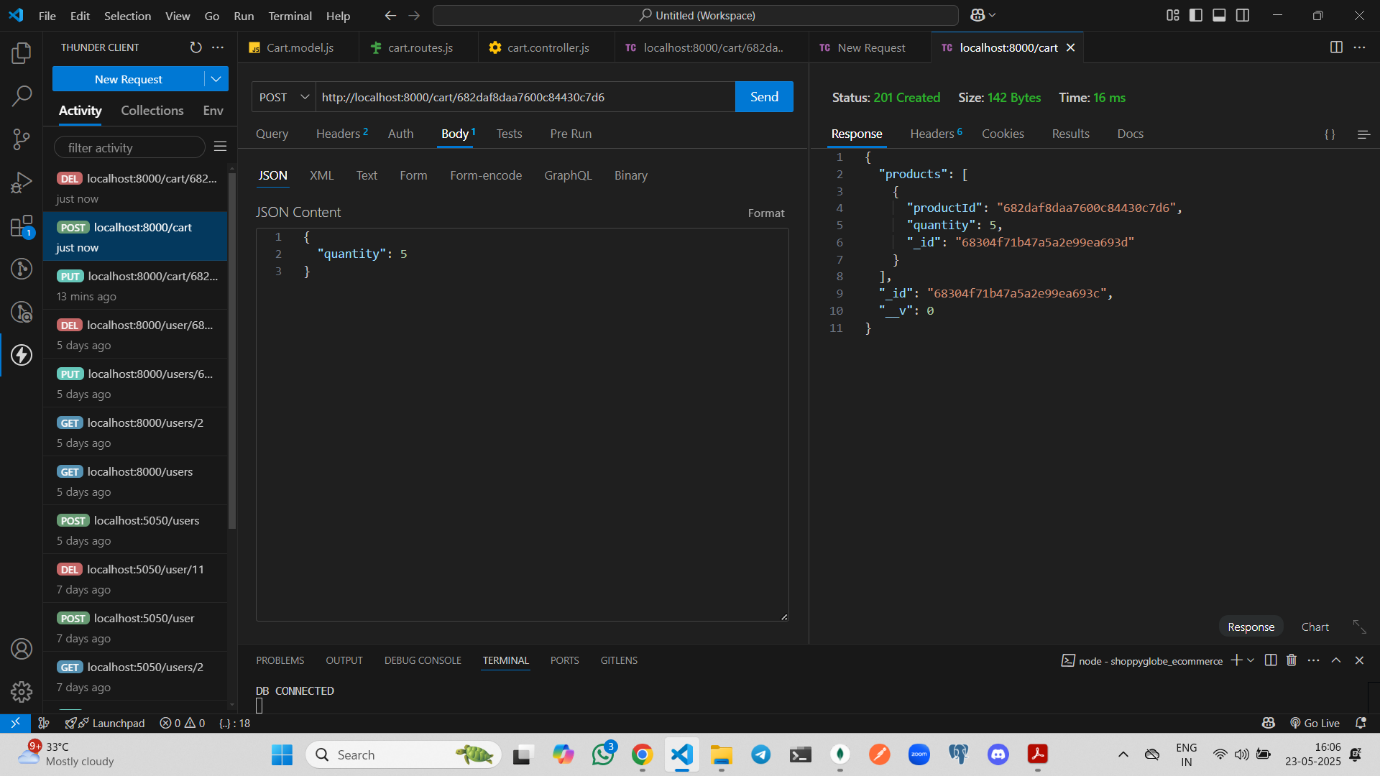 File Edit Selection View Go Run Terminal Help
Untitled (Workspace)
THUNDER CLIENT
New Request
Activity Collections Env
filter activity
DEL localhost:8000/cart/682...
just now
POST localhost:8000/cart
just now
PUT localhost:8000/cart/682...
13 mins ago
DEL localhost:8000/user/68...
5 days ago
PUT localhost:8000/users/6...
5 days ago
GET localhost:8000/users/2
5 days ago
GET localhost:8000/users
5 days ago
POST localhost:5050/users
5 days ago
DEL localhost:5050/user/11
7 days ago
POST localhost:5050/user
7 days ago
GET localhost:5050/users/2
7 days ago
1
JS Cart.model.js cart.routes.js cart.controller.js TC localhost:8000/cart/682da.. TC New Request TC localhost:8000/cart
POST http://localhost:8000/cart/682daf8daa7600c84430c7d6 Send
Query Headers 2 Auth Body 1 Tests Pre Run
JSON XML Text Form Form-encode GraphQL Binary
JSON Content Format
1 {
2 "quantity": 5
3 }
Status: 201 Created Size: 142 Bytes Time: 16 ms
Response Headers 6 Cookies Results Docs { }
1 {
2 "products": [
3 {
4 "productId": "682daf8daa7600c84430c7d6",
5 "quantity": 5,
6 "_id": "68304f71b47a5a2e99ea693d"
7 }
8 ],
9 "_id": "68304f71b47a5a2e99ea693c",
10 "__v": 0
11 }
Response Chart
PROBLEMS OUTPUT DEBUG CONSOLE TERMINAL PORTS GITLENS
node - shoppyglobe_ecommerce
DB CONNECTED
Launchpad 0 0 {..} : 18 Go Live
9+ 33°C
Mostly cloudy
Search
3
zoom
ENG
IN
16:06
23-05-2025